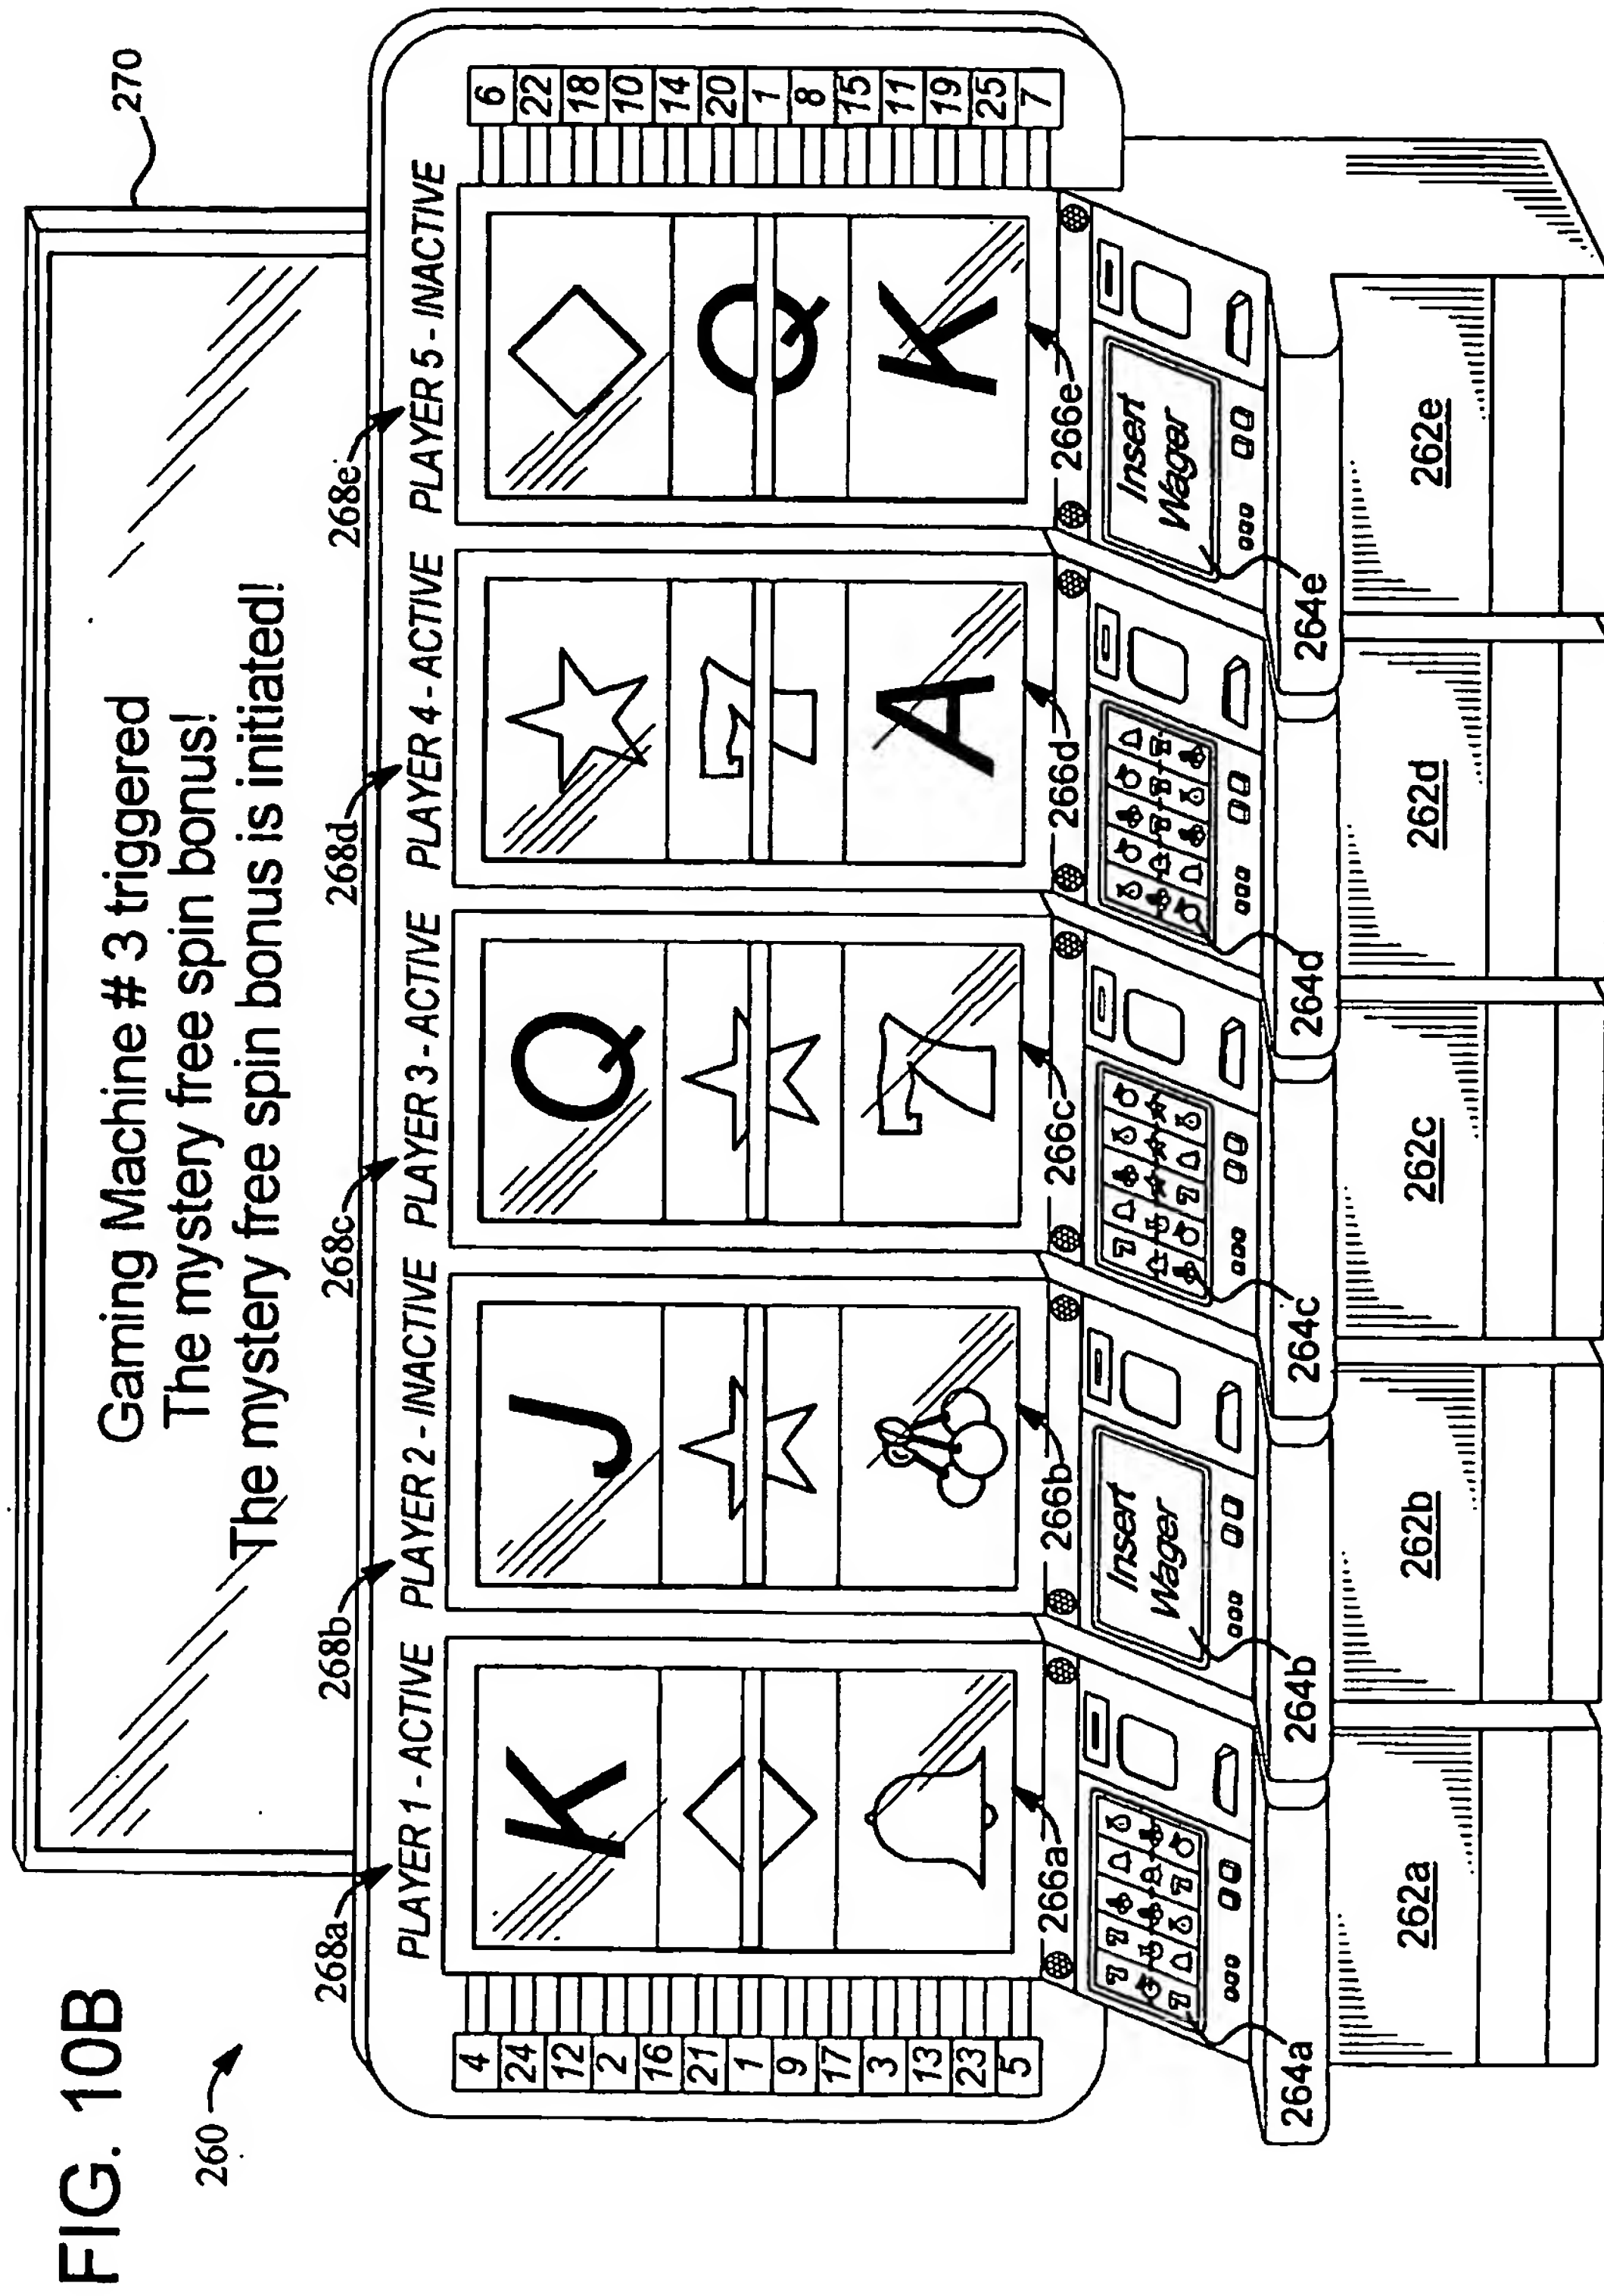 FIG. 10B
260
270
Gaming Machine # 3 triggered
The mystery free spin bonus!
The mystery free spin bonus is initiated!
268a
268b
268c
268d
268e
PLAYER 1 - ACTIVE
PLAYER 2 - INACTIVE
PLAYER 3 - ACTIVE
PLAYER 4 - ACTIVE
PLAYER 5 - INACTIVE
4
24
12
2
16
21
1
9
17
3
13
23
5
K
J
Q
7
7
A
Q
K
6
22
18
10
14
20
1
8
15
11
19
25
7
266a
266b
266c
266d
266e
Insert
Wager
Insert
Wager
264a
264b
264c
264d
264e
262a
262b
262c
262d
262e